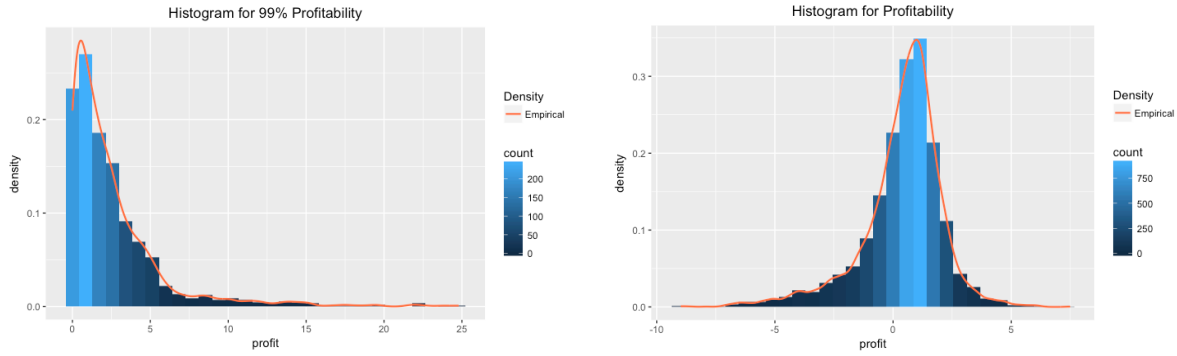 Histogram for 99% Profitability
0.2
0.1
0.0
density
0
5
10
15
20
25
profit
Density
Empirical
count
200
150
100
50
0
Histogram for Profitability
0.3
0.2
0.1
0.0
density
-10
-5
0
5
profit
Density
Empirical
count
750
500
250
0